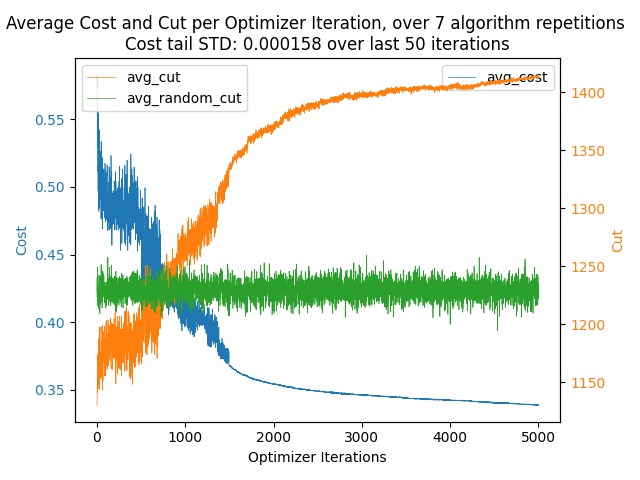 Average Cost and Cut per Optimizer Iteration, over 7 algorithm repetitions
Cost tail STD: 0.000158 over last 50 iterations
avg_cut
avg_random_cut
avg_cost
0.55
0.50
0.45
0.40
0.35
Cost
1400
1350
1300
1250
1200
1150
Cut
0
1000
2000
3000
4000
5000
Optimizer Iterations